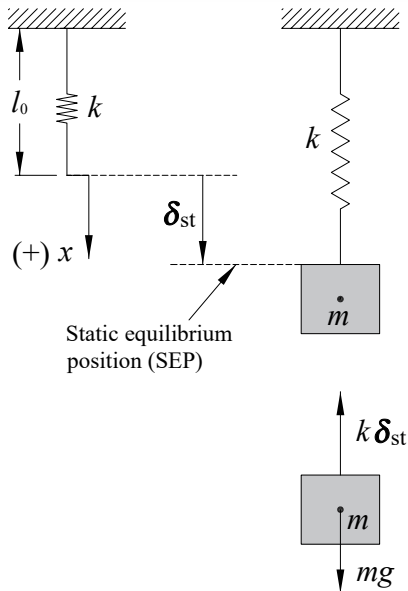 l₀
k
k
δst
(+) x
Static equilibrium
position (SEP)
m
kδst
m
mg